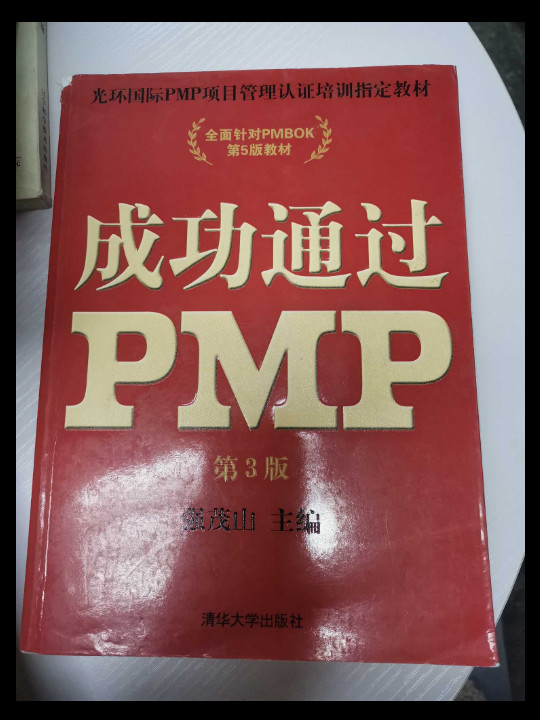 光环国际PMP项目管理认证培训指定教材
全面针对PMBOK
第5版教材
成功通过
PMP
第3版
强茂山 主编
清华大学出版社